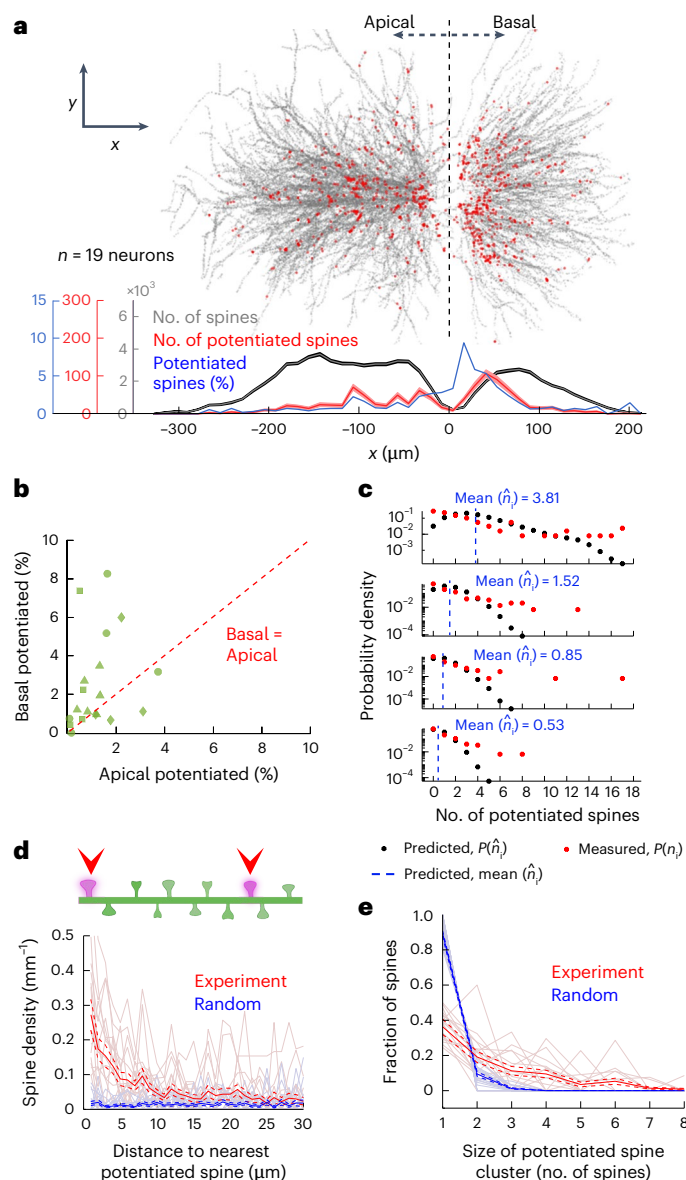 a
Apical
Basal
y
x
n = 19 neurons
15
300
× 10³
No. of spines
10
200
6
No. of potentiated spines
4
Potentiated
spines (%)
5
100
2
0
0
0
–300
–200
–100
0
100
200
x (μm)
b
10
8
6
4
2
0
Basal potentiated (%)
Basal =
Apical
2
6
10
Apical potentiated (%)
c
Mean (n̂i) = 3.81
10⁻¹
10⁻²
10⁻³
Mean (n̂i) = 1.52
10⁻²
10⁻⁴
Mean (n̂i) = 0.85
10⁻²
10⁻⁴
Mean (n̂i) = 0.53
10⁻²
10⁻⁴
Probability density
0 2 4 6 8 10 12 14 16 18
No. of potentiated spines
Predicted, P(n̂i)
Measured, P(ni)
Predicted, mean (n̂i)
d
0.5
0.4
0.3
0.2
0.1
0
Spine density (mm⁻¹)
Experiment
Random
0 5 10 15 20 25 30
Distance to nearest
potentiated spine (μm)
e
1.0
0.8
0.6
0.4
0.2
0
Fraction of spines
Experiment
Random
1 2 3 4 5 6 7 8
Size of potentiated spine
cluster (no. of spines)